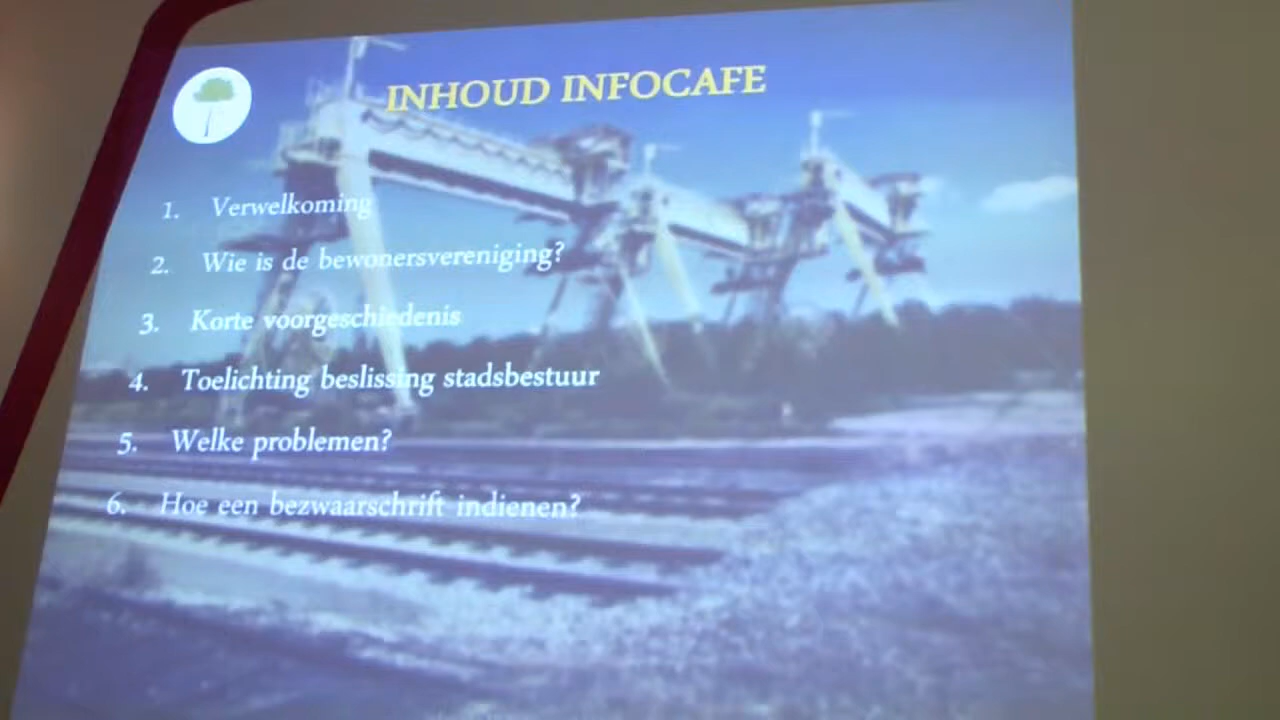 INHOUD INFOCAFE
1. Verwelkoming
2. Wie is de bewonersvereniging?
3. Korte voorgeschiedenis
4. Toelichting beslissing stadsbestuur
5. Welke problemen?
6. Hoe een bezwaarschrift indienen?